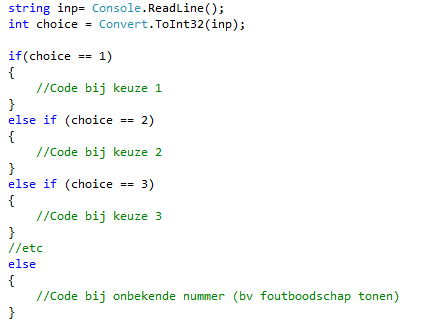 string inp= Console.ReadLine();
int choice = Convert.ToInt32(inp);

if(choice == 1)
{
    //Code bij keuze 1
}
else if (choice == 2)
{
    //Code bij keuze 2
}
else if (choice == 3)
{
    //Code bij keuze 3
}
//etc
else
{
    //Code bij onbekende nummer (bv foutboodschap tonen)
}